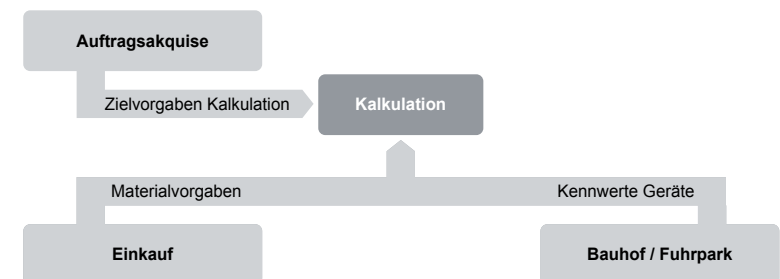 Auftragsakquise
Zielvorgaben Kalkulation
Kalkulation
Materialvorgaben
Kennwerte Geräte
Einkauf
Bauhof / Fuhrpark